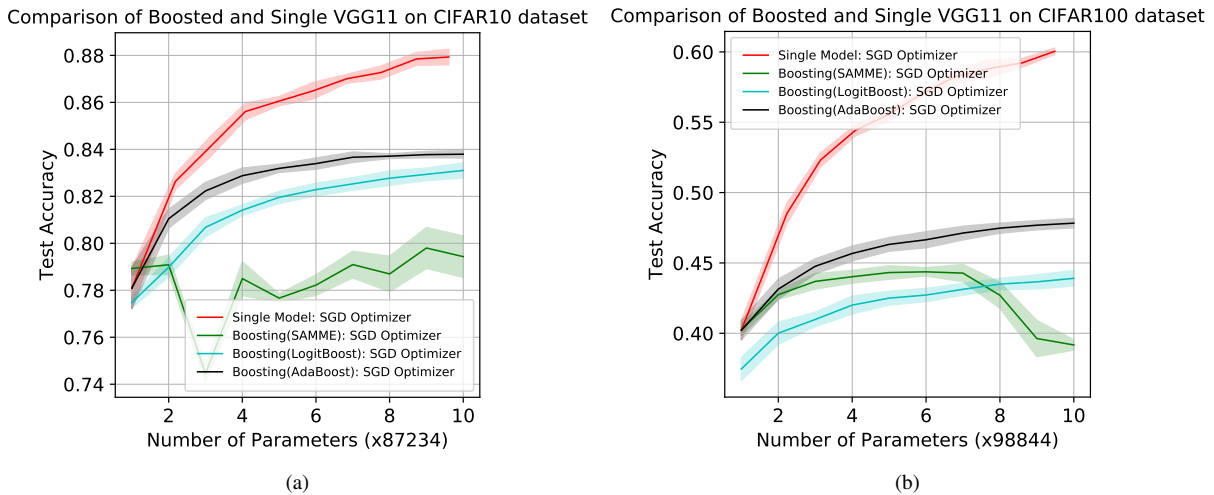 Comparison of Boosted and Single VGG11 on CIFAR10 dataset
0.88
0.86
0.84
0.82
0.80
0.78
0.76
0.74
Test Accuracy
Single Model: SGD Optimizer
Boosting(SAMME): SGD Optimizer
Boosting(LogitBoost): SGD Optimizer
Boosting(AdaBoost): SGD Optimizer
2 4 6 8 10
Number of Parameters (x87234)
(a)
Comparison of Boosted and Single VGG11 on CIFAR100 dataset
0.60
0.55
0.50
0.45
0.40
Test Accuracy
Single Model: SGD Optimizer
Boosting(SAMME): SGD Optimizer
Boosting(LogitBoost): SGD Optimizer
Boosting(AdaBoost): SGD Optimizer
2 4 6 8 10
Number of Parameters (x98844)
(b)